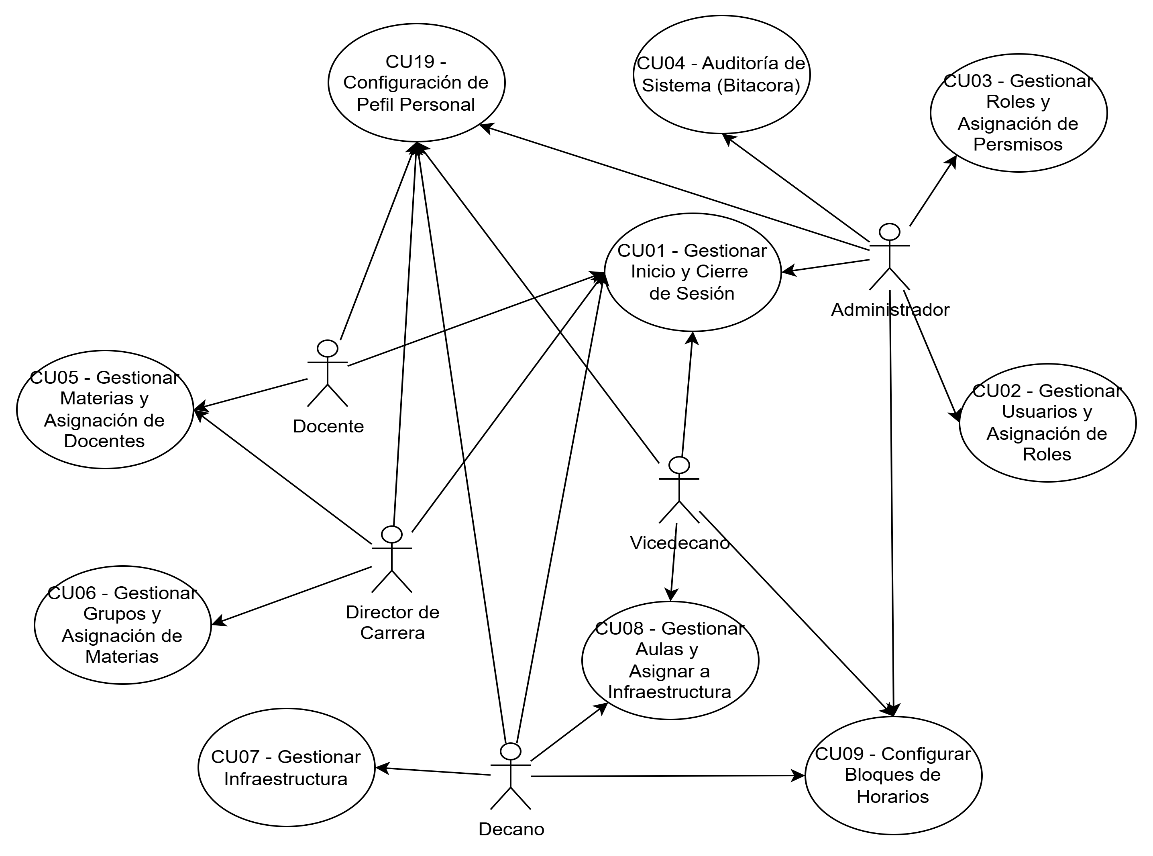 CU19 -
Configuración de
Pefil Personal
CU04 - Auditoría de
Sistema (Bitacora)
CU03 - Gestionar
Roles y
Asignación de
Persmisos
CU01 - Gestionar
Inicio y Cierre
de Sesión
Administrador
CU05 - Gestionar
Materias y
Asignación de
Docentes
Docente
CU02 - Gestionar
Usuarios y
Asignación de
Roles
Vicedecano
CU06 - Gestionar
Grupos y
Asignación de
Materias
Director de
Carrera
CU08 - Gestionar
Aulas y
Asignar a
Infraestructura
CU07 - Gestionar
Infraestructura
Decano
CU09 - Configurar
Bloques de
Horarios